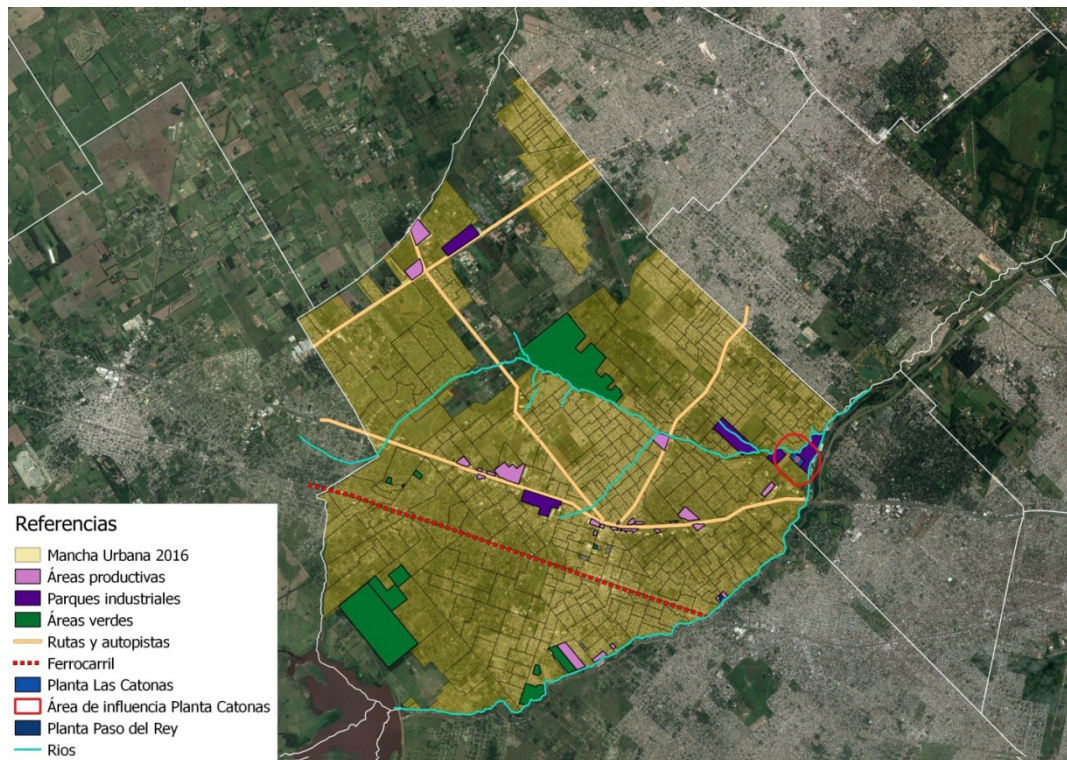 Referencias
Mancha Urbana 2016
Áreas productivas
Parques industriales
Áreas verdes
Rutas y autopistas
Ferrocarril
Planta Las Catonas
Área de influencia Planta Catonas
Planta Paso del Rey
Rios